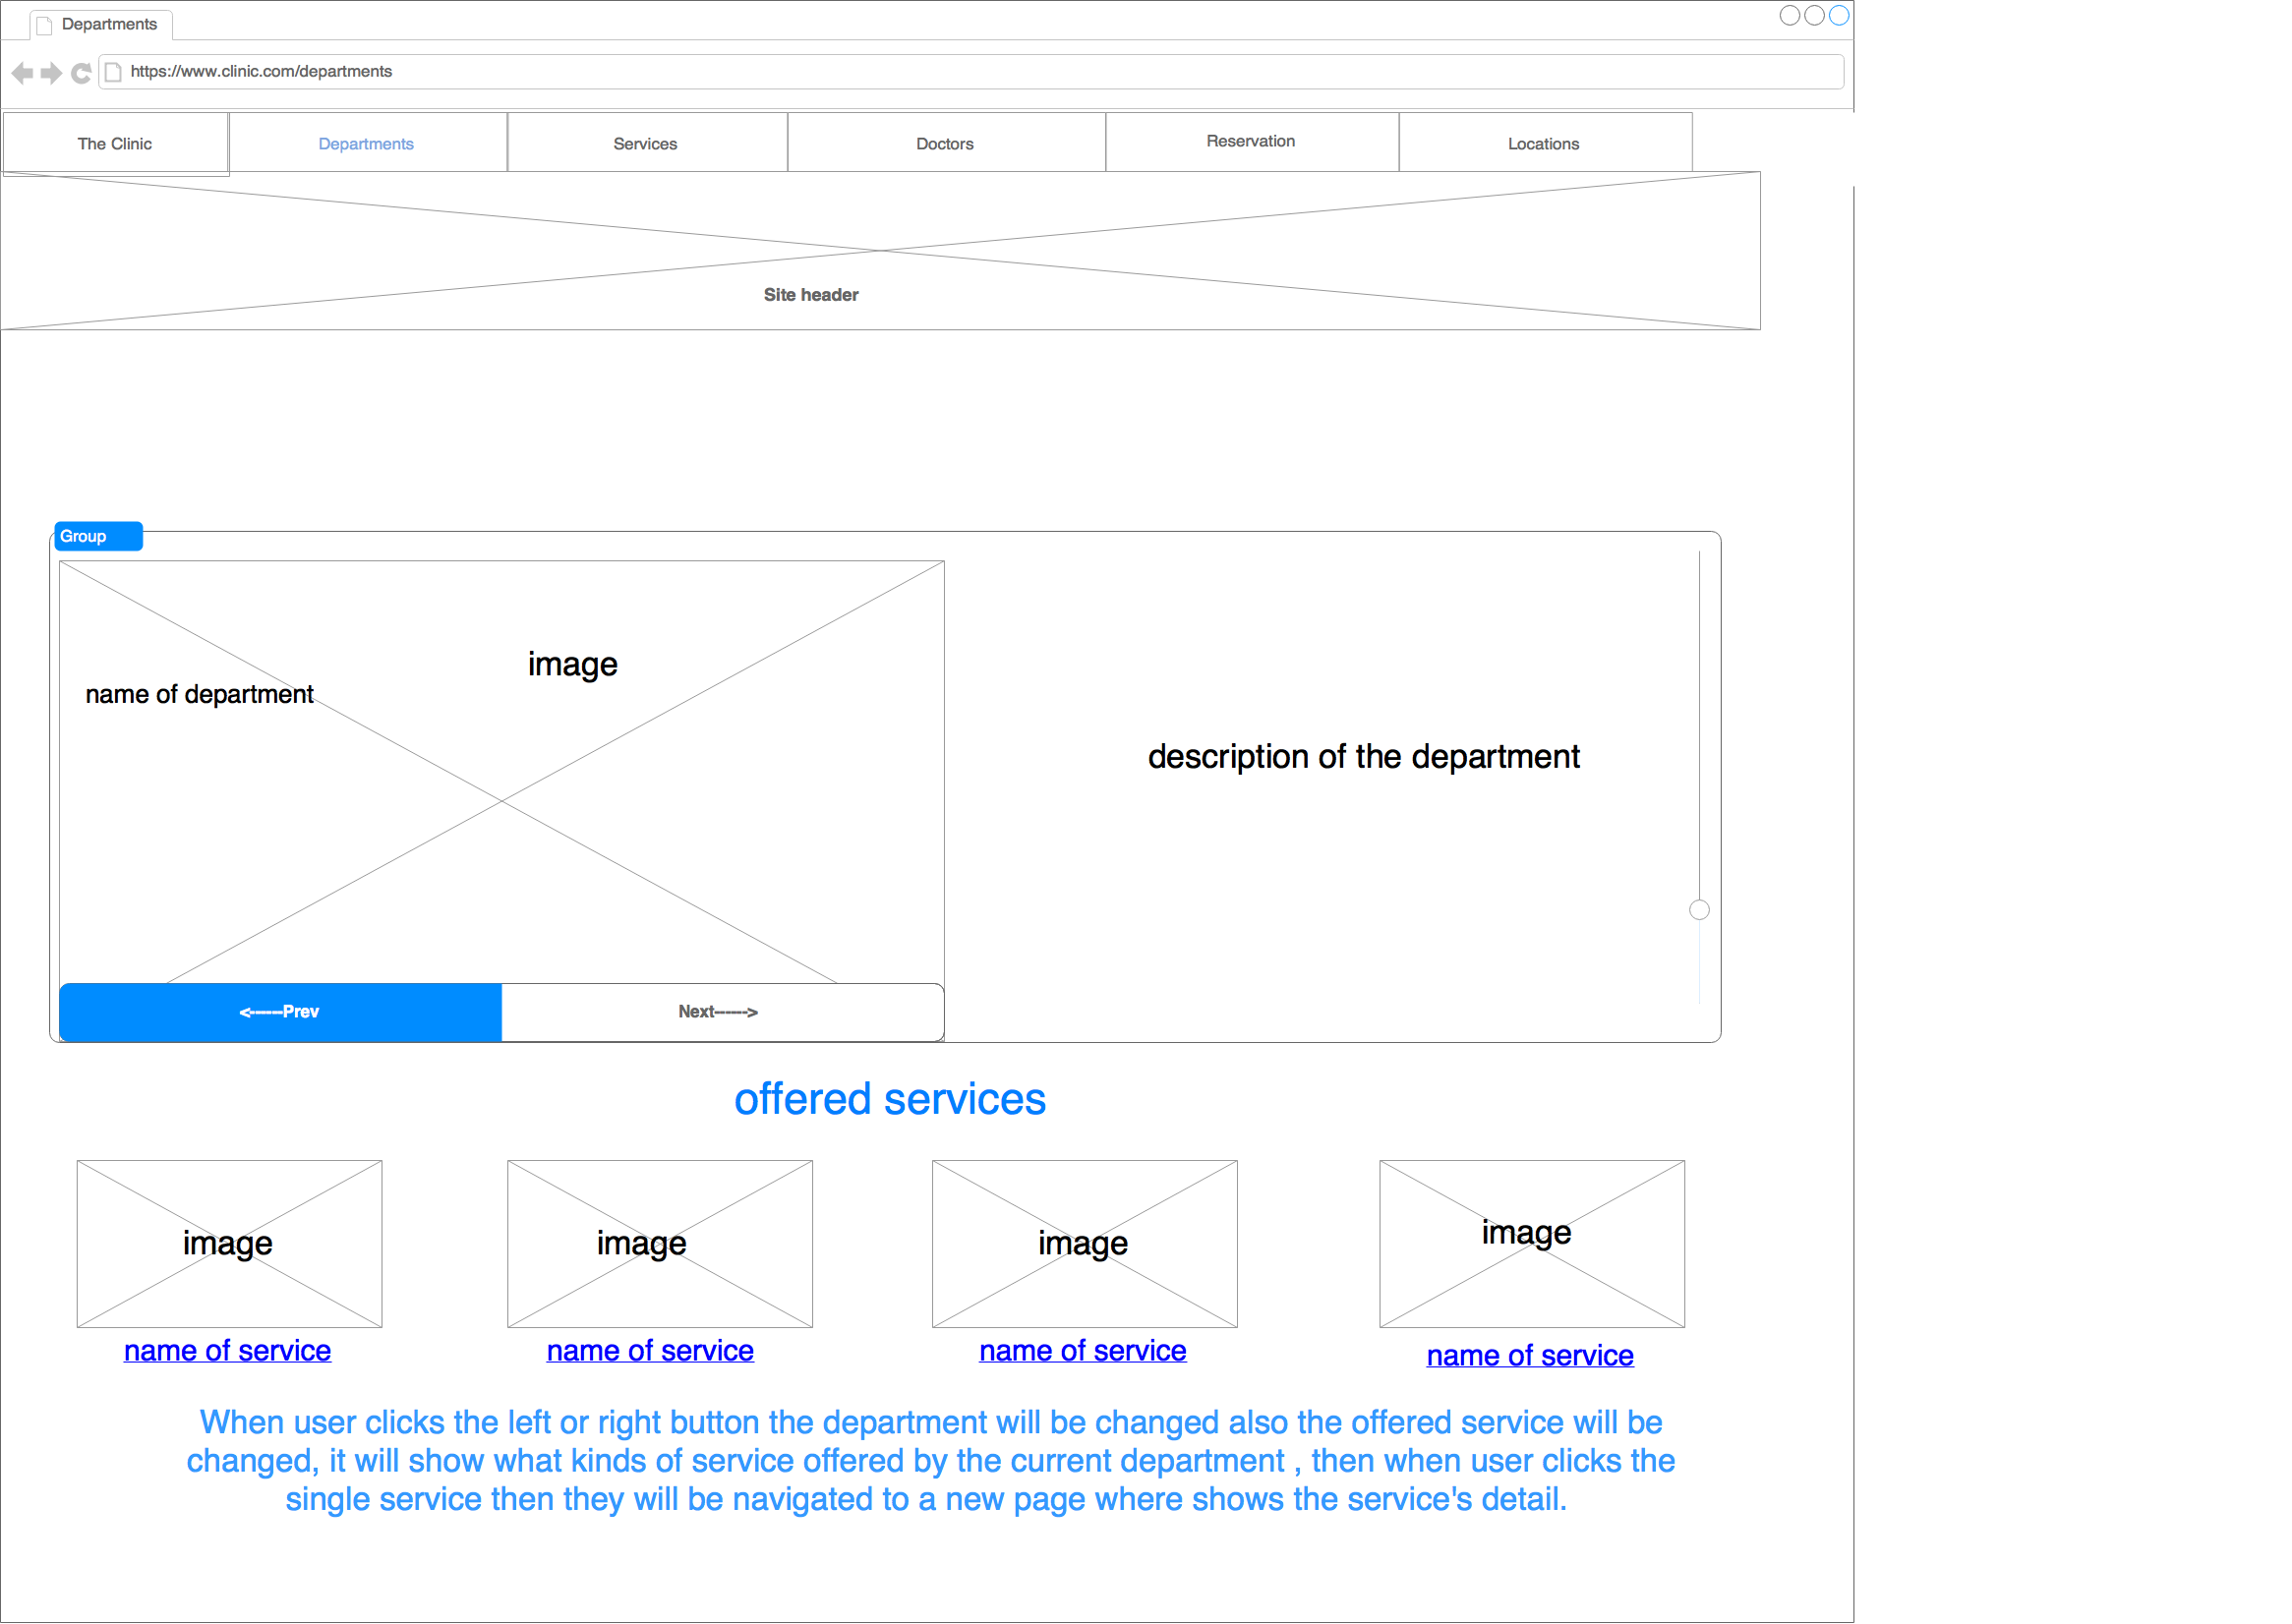 Departments
https://www.clinic.com/departments
The Clinic
Departments
Services
Doctors
Reservation
Locations
Site header
Group
image
name of department
description of the department
<------Prev
Next------>
offered services
image
image
image
image
name of service
name of service
name of service
name of service
When user clicks the left or right button the department will be changed also the offered service will be
changed, it will show what kinds of service offered by the current department , then when user clicks the
single service then they will be navigated to a new page where shows the service's detail.